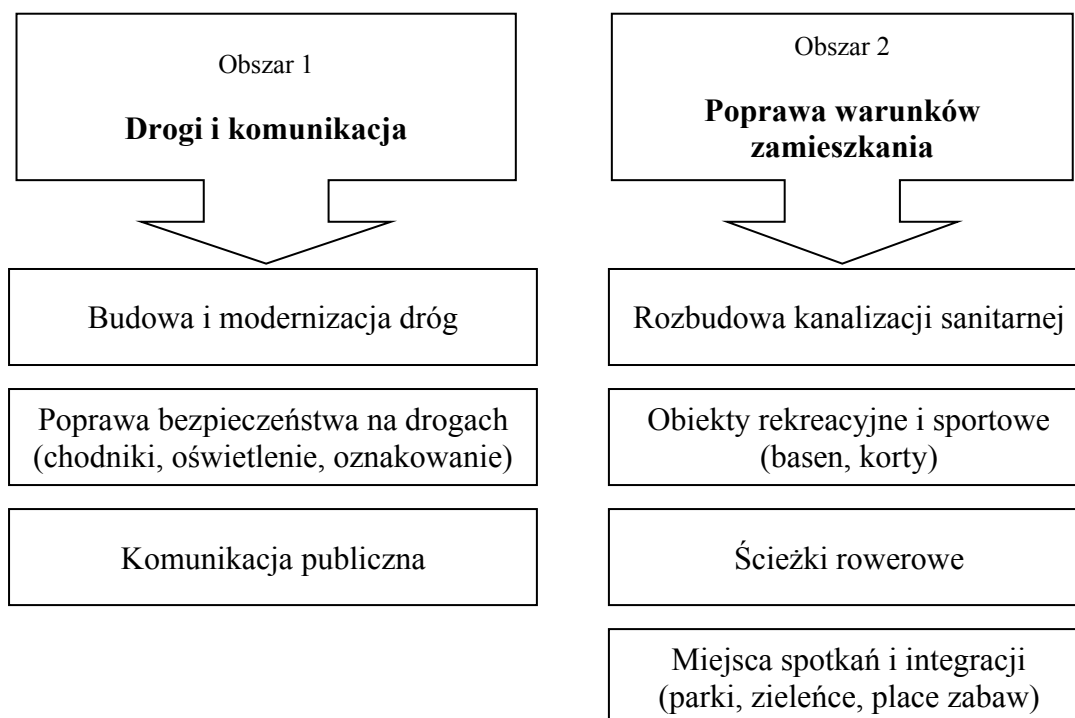 Obszar 1
Drogi i komunikacja
Budowa i modernizacja dróg
Poprawa bezpieczeństwa na drogach
(chodniki, oświetlenie, oznakowanie)
Komunikacja publiczna
Obszar 2
Poprawa warunków
zamieszkania
Rozbudowa kanalizacji sanitarnej
Obiekty rekreacyjne i sportowe
(basen, korty)
Ścieżki rowerowe
Miejsca spotkań i integracji
(parki, zieleńce, place zabaw)